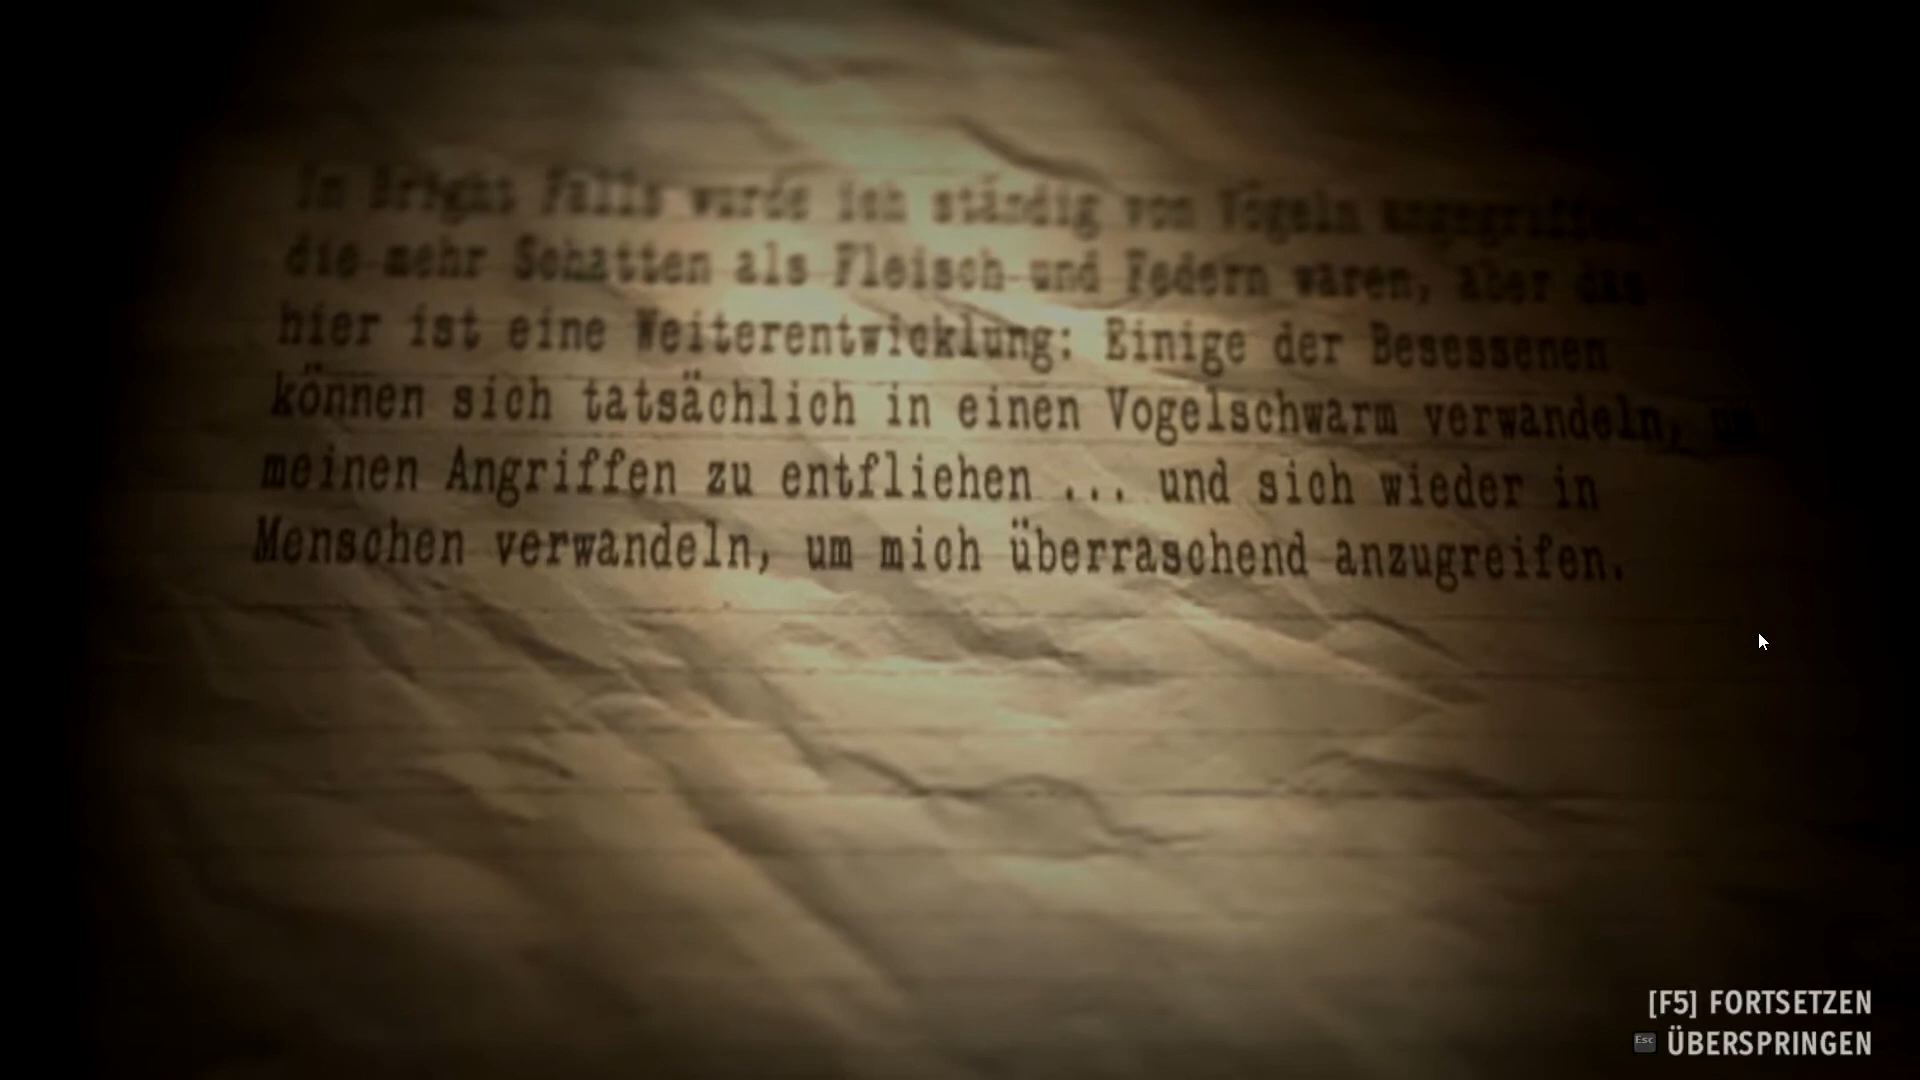 In Bright Falls wurde ich ständig von Vögeln angegriffen,
die mehr Schatten als Fleisch und Federn waren, aber das
hier ist eine Weiterentwicklung: Einige der Besessenen
können sich tatsächlich in einen Vogelschwarm verwandeln, um
meinen Angriffen zu entfliehen ... und sich wieder in
Menschen verwandeln, um mich überraschend anzugreifen.
[F5] FORTSETZEN
Esc ÜBERSPRINGEN